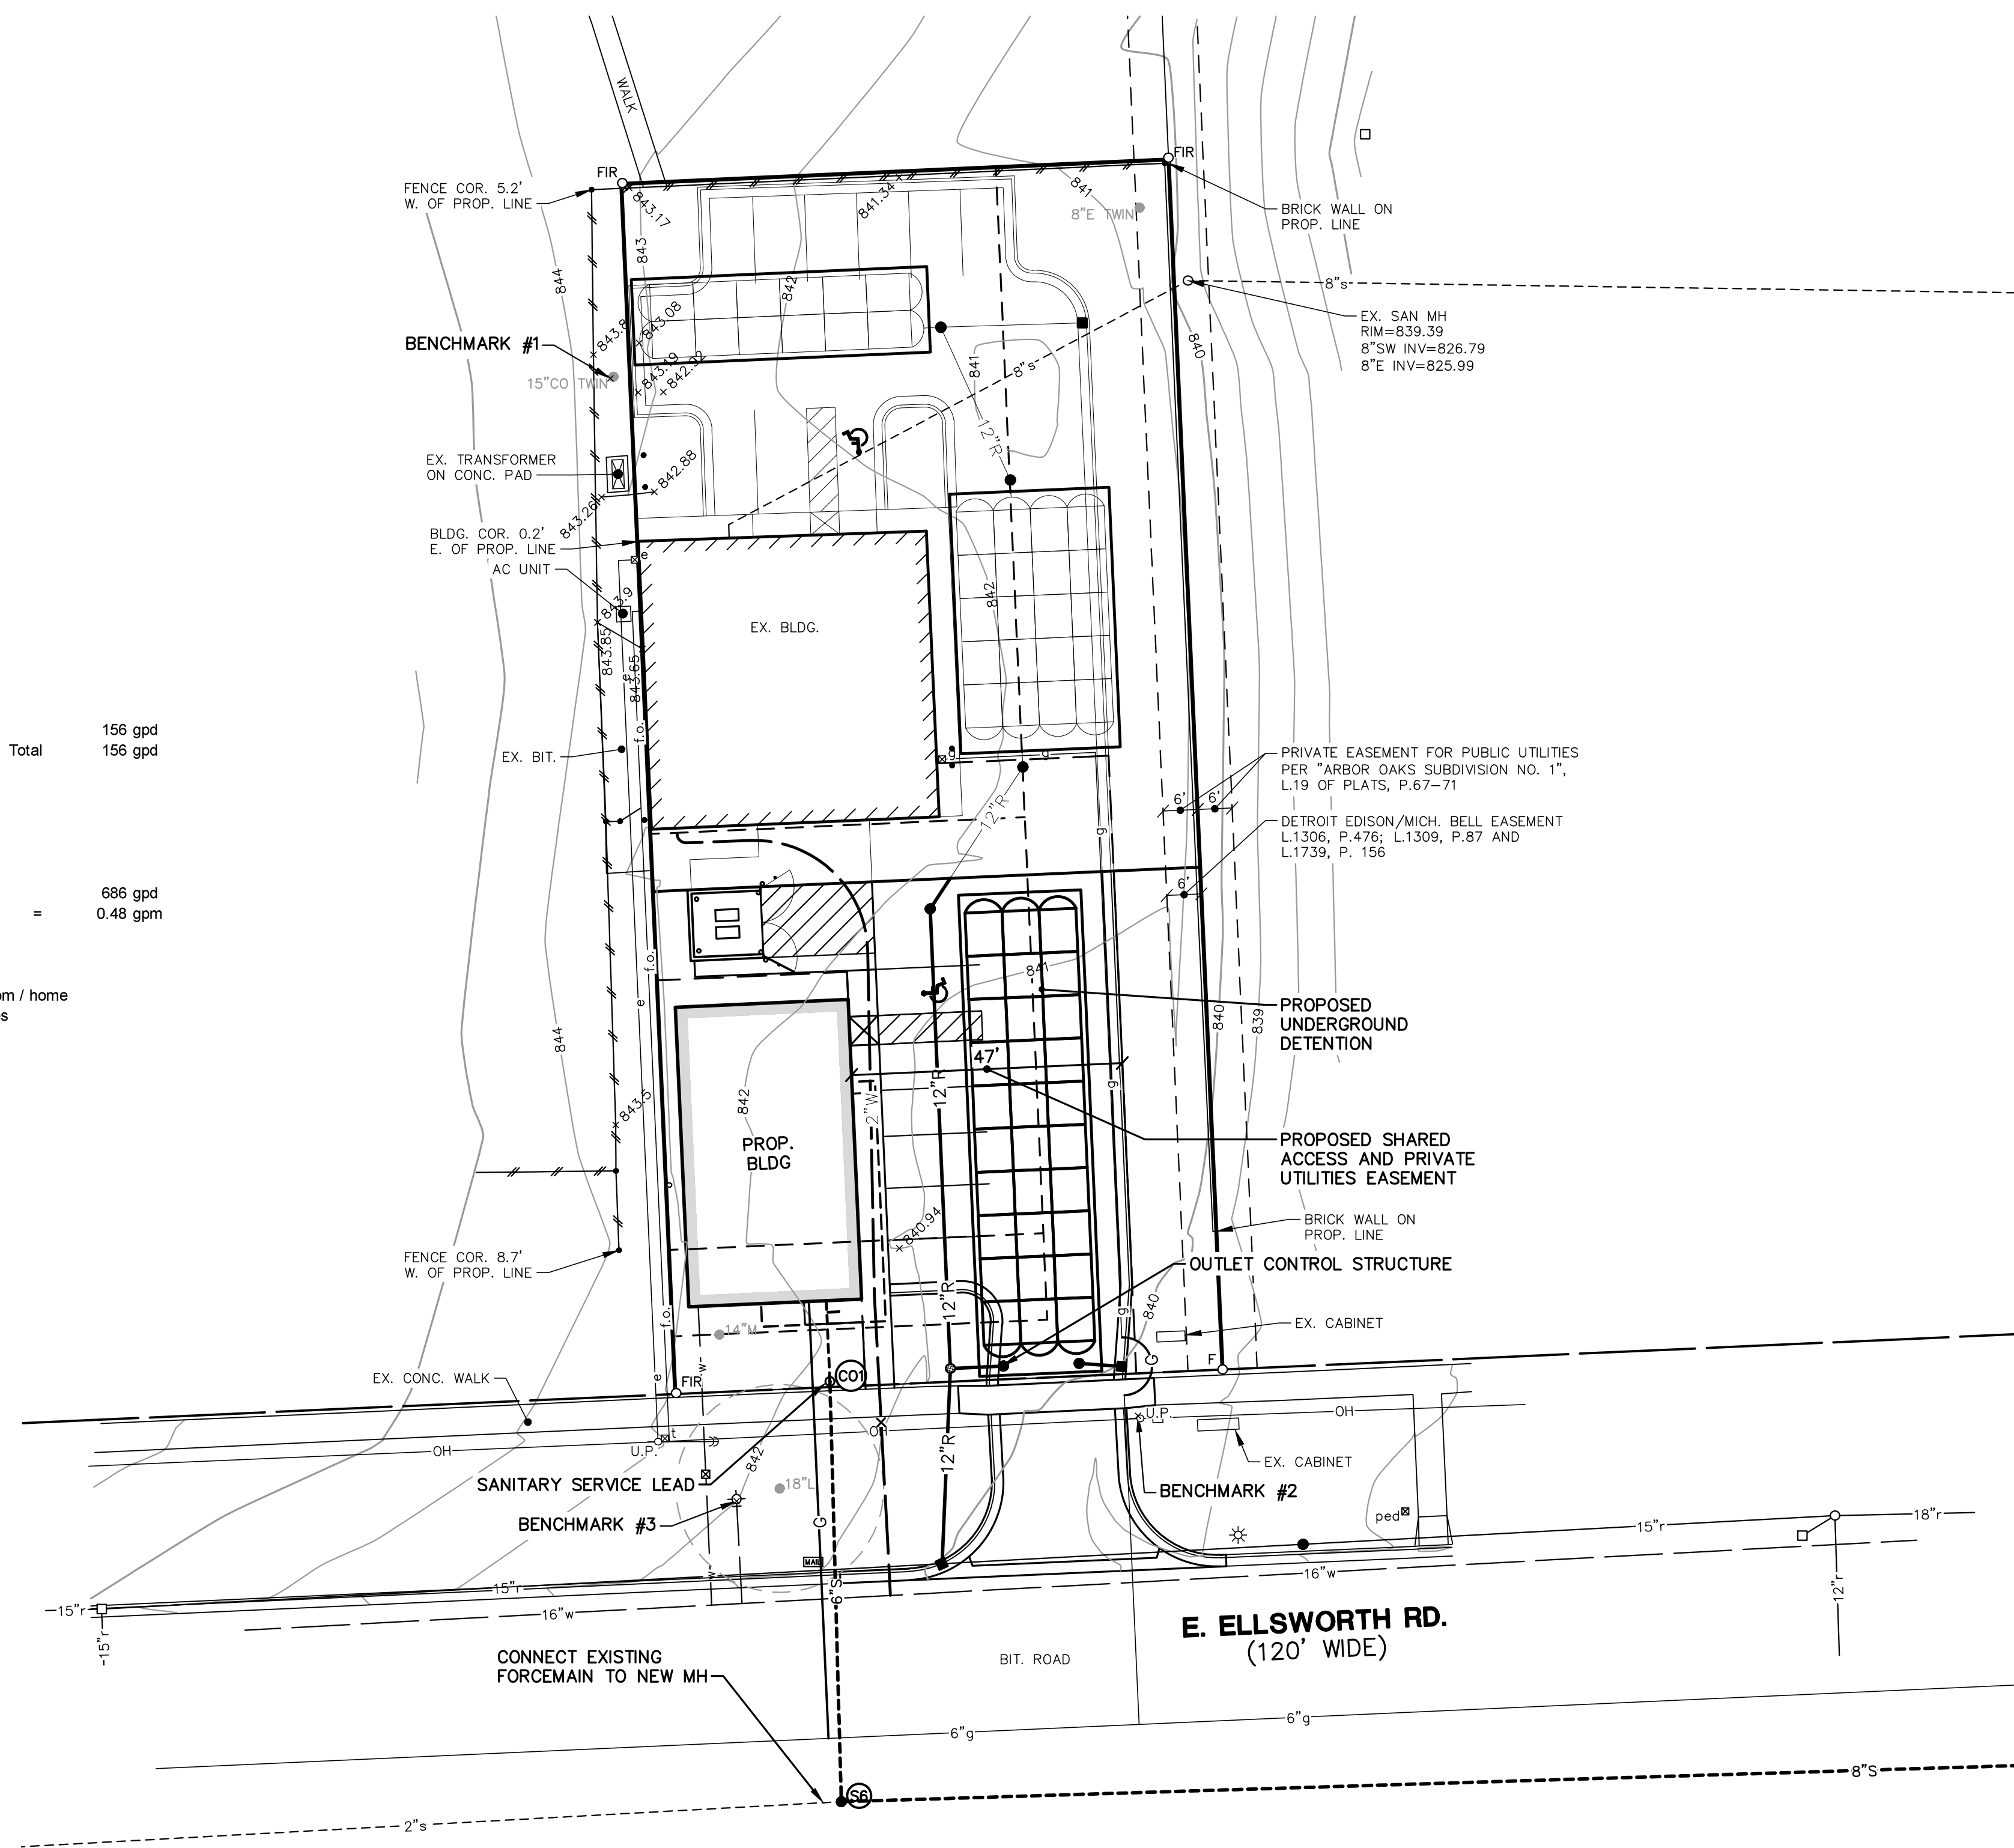 WALK
FIR
FIR
FENCE COR. 5.2'
W. OF PROP. LINE
843.17
841.34
841
8"E TWIN
BRICK WALL ON
PROP. LINE
843
844
842
8"s
EX. SAN MH
RIM=839.39
8"SW INV=826.79
8"E INV=825.99
843.8
843.08
BENCHMARK #1
15"CO TWIN
843.19
842.92
841
8"s
840
12"R
EX. TRANSFORMER
ON CONC. PAD
842.88
843.26
BLDG. COR. 0.2'
E. OF PROP. LINE
e
AC UNIT
843.9
842
843.85
EX. BLDG.
843.65
e
f.o.
156 gpd
Total 156 gpd
EX. BIT.
g
g
PRIVATE EASEMENT FOR PUBLIC UTILITIES
PER "ARBOR OAKS SUBDIVISION NO. 1",
L.19 OF PLATS, P.67-71
6'
6'
12"R
g
DETROIT EDISON/MICH. BELL EASEMENT
L.1306, P.476; L.1309, P.87 AND
L.1739, P. 156
6'
686 gpd
= 0.48 gpm
f.o.
841
om / home
s
e
844
840
839
PROPOSED
UNDERGROUND
DETENTION
47'
12"R
g
842
2"W
843.5
PROP.
BLDG
PROPOSED SHARED
ACCESS AND PRIVATE
UTILITIES EASEMENT
BRICK WALL ON
PROP. LINE
840.94
FENCE COR. 8.7'
W. OF PROP. LINE
OUTLET CONTROL STRUCTURE
12"R
840
g
f.o.
14"M
EX. CABINET
G
w
F
EX. CONC. WALK
e
FIR
CO1
OH
U.P.
t
OH
U.P.
OH
12"R
842
18"L
SANITARY SERVICE LEAD
EX. CABINET
BENCHMARK #2
BENCHMARK #3
G
ped
15"r
18"r
MAIL
w
15"r
6"S
16"w
12"r
15"r
15"r
16"w
E. ELLSWORTH RD.
(120' WIDE)
CONNECT EXISTING
FORCEMAIN TO NEW MH
BIT. ROAD
6"g
6"g
S6
8"S
2"s